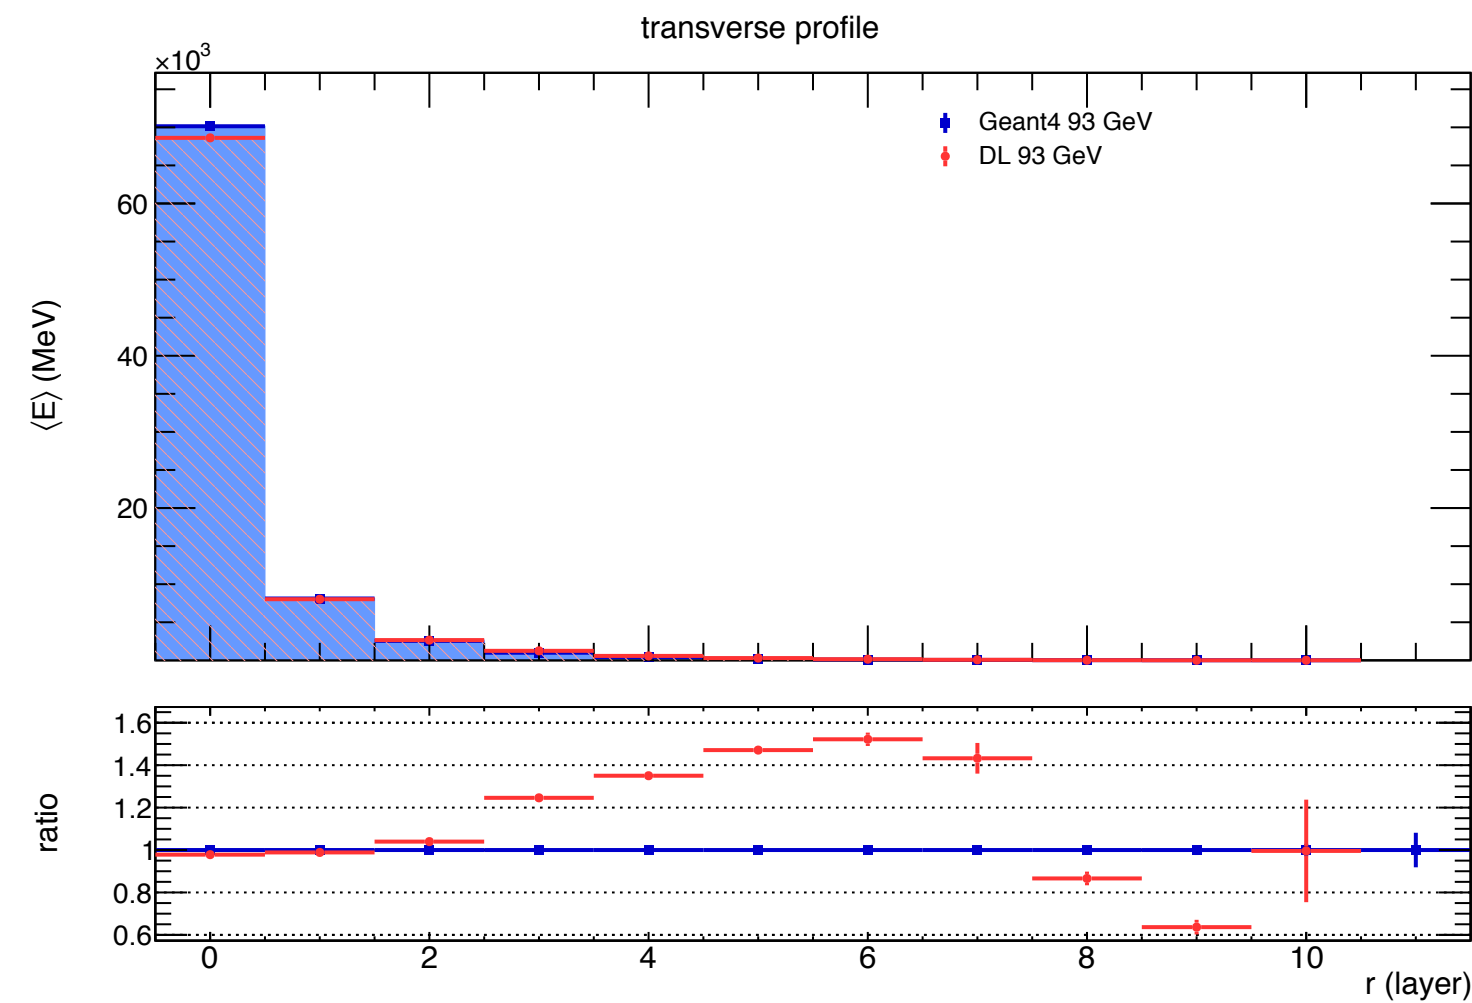 transverse profile
×10³
Geant4 93 GeV
DL 93 GeV
60
40
20
⟨E⟩ (MeV)
1.6
1.4
1.2
1
0.8
0.6
ratio
0 2 4 6 8 10
r (layer)